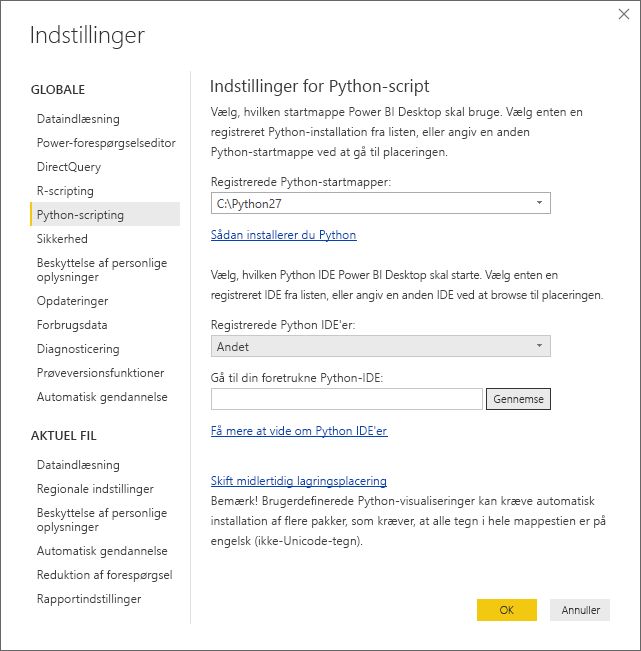 Indstillinger
GLOBALE
Dataindlæsning
Power-forespørgselseditor
DirectQuery
R-scripting
Python-scripting
Sikkerhed
Beskyttelse af personlige
oplysninger
Opdateringer
Forbrugsdata
Diagnosticering
Prøveversionsfunktioner
Automatisk gendannelse
AKTUEL FIL
Dataindlæsning
Regionale indstillinger
Beskyttelse af personlige
oplysninger
Automatisk gendannelse
Reduktion af forespørgsel
Rapportindstillinger
Indstillinger for Python-script
Vælg, hvilken startmappe Power BI Desktop skal bruge. Vælg enten en
registreret Python-installation fra listen, eller angiv en anden
Python-startmappe ved at gå til placeringen.
Registrerede Python-startmapper:
C:\Python27
Sådan installerer du Python
Vælg, hvilken Python IDE Power BI Desktop skal starte. Vælg enten en
registreret IDE fra listen, eller angiv en anden IDE ved at browse til placeringen.
Registrerede Python IDE'er:
Andet
Gå til din foretrukne Python-IDE:
Gennemse
Få mere at vide om Python IDE'er
Skift midlertidig lagringsplacering
Bemærk! Brugerdefinerede Python-visualiseringer kan kræve automatisk
installation af flere pakker, som kræver, at alle tegn i hele mappestien er på
engelsk (ikke-Unicode-tegn).
OK
Annuller